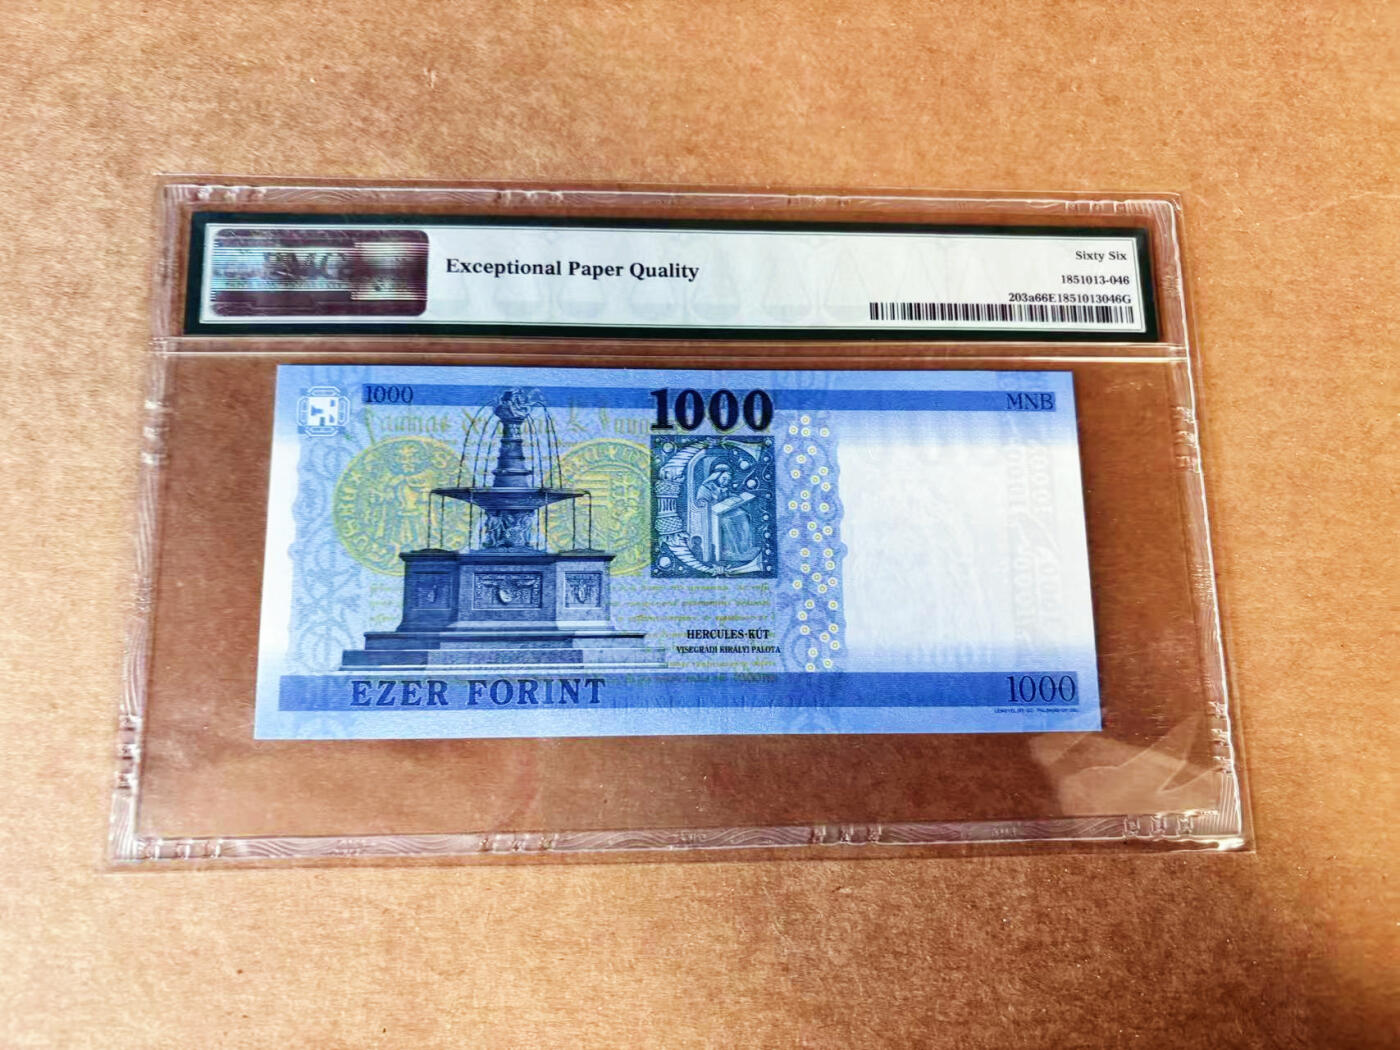 PMG
Exceptional Paper Quality
Sixty Six
1851013-046
203a66E1851013046G
1000
1000
MNB
HERCULES-KÚT
VISEGRÁDI KIRÁLYI PALOTA
EZER FORINT
1000